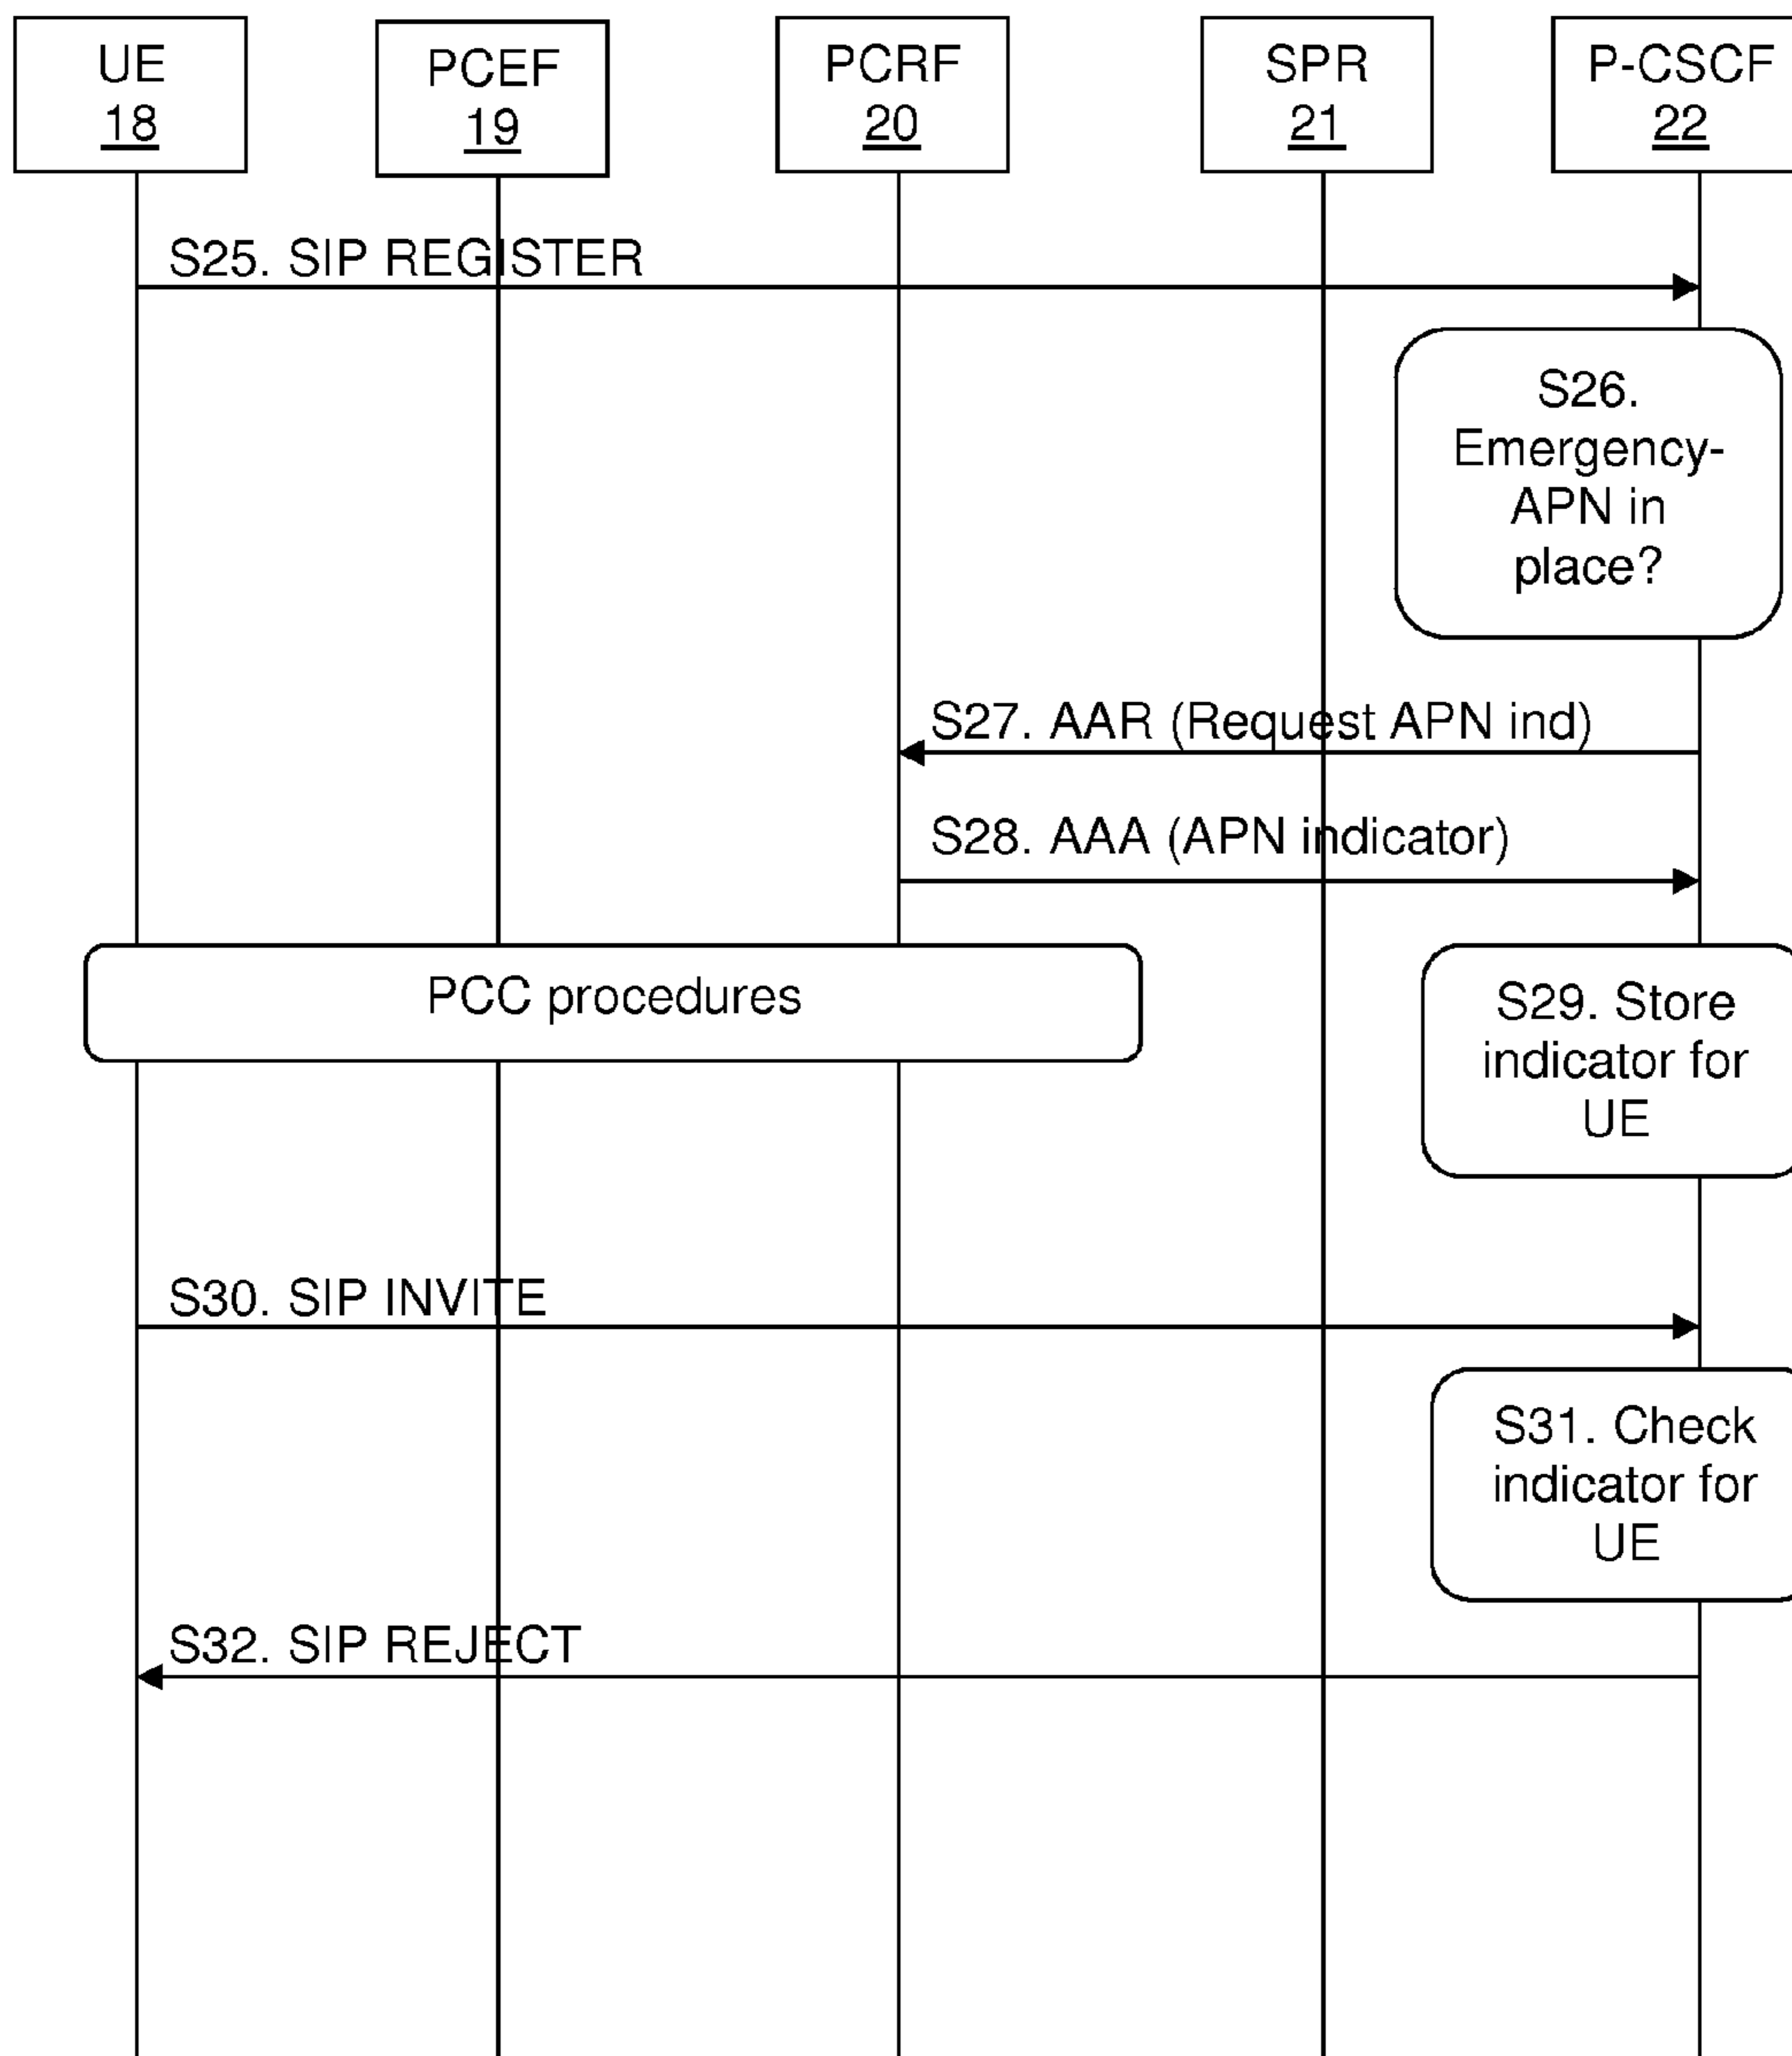 UE
18
PCEF
19
PCRF
20
SPR
21
P-CSCF
22
S25. SIP REGISTER
S26.
Emergency-
APN in
place?
S27. AAR (Request APN ind)
S28. AAA (APN indicator)
PCC procedures
S29. Store
indicator for
UE
S30. SIP INVITE
S31. Check
indicator for
UE
S32. SIP REJECT